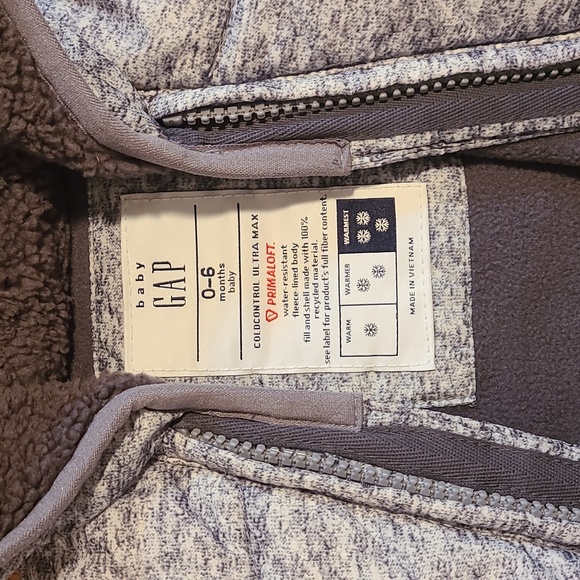 baby
GAP
0-6
months
baby
COLDCONTROL ULTRA MAX
PRIMALOFT.
water-resistant
fleece-lined body
fill and shell made with 100%
recycled material.
see label for product's full fiber content.
WARM
WARMER
WARMEST
MADE IN VIETNAM